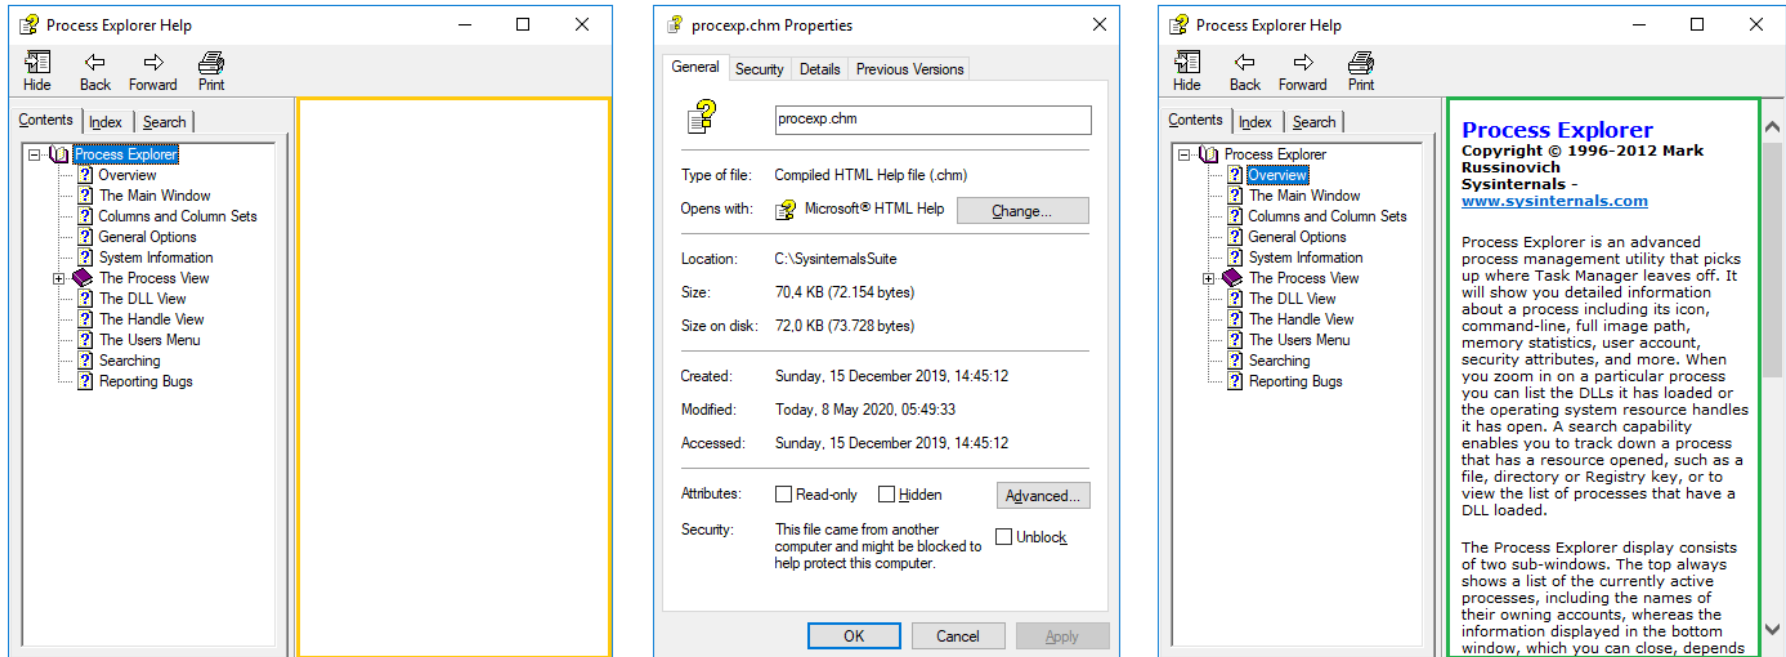 Process Explorer Help
Hide Back Forward Print
Contents Index Search
Process Explorer
Overview
The Main Window
Columns and Column Sets
General Options
System Information
The Process View
The DLL View
The Handle View
The Users Menu
Searching
Reporting Bugs
procexp.chm Properties
General Security Details Previous Versions
procexp.chm
Type of file: Compiled HTML Help file (.chm)
Opens with: Microsoft® HTML Help Change...
Location: C:\SysinternalsSuite
Size: 70,4 KB (72.154 bytes)
Size on disk: 72,0 KB (73.728 bytes)
Created: Sunday, 15 December 2019, 14:45:12
Modified: Today, 8 May 2020, 05:49:33
Accessed: Sunday, 15 December 2019, 14:45:12
Attributes: Read-only Hidden Advanced...
Security: This file came from another
computer and might be blocked to
help protect this computer.
Unblock
OK Cancel Apply
Process Explorer Help
Hide Back Forward Print
Contents Index Search
Process Explorer
Overview
The Main Window
Columns and Column Sets
General Options
System Information
The Process View
The DLL View
The Handle View
The Users Menu
Searching
Reporting Bugs
Process Explorer
Copyright © 1996-2012 Mark
Russinovich
Sysinternals -
www.sysinternals.com
Process Explorer is an advanced
process management utility that picks
up where Task Manager leaves off. It
will show you detailed information
about a process including its icon,
command-line, full image path,
memory statistics, user account,
security attributes, and more. When
you zoom in on a particular process
you can list the DLLs it has loaded or
the operating system resource handles
it has open. A search capability
enables you to track down a process
that has a resource opened, such as a
file, directory or Registry key, or to
view the list of processes that have a
DLL loaded.
The Process Explorer display consists
of two sub-windows. The top always
shows a list of the currently active
processes, including the names of
their owning accounts, whereas the
information displayed in the bottom
window, which you can close, depends